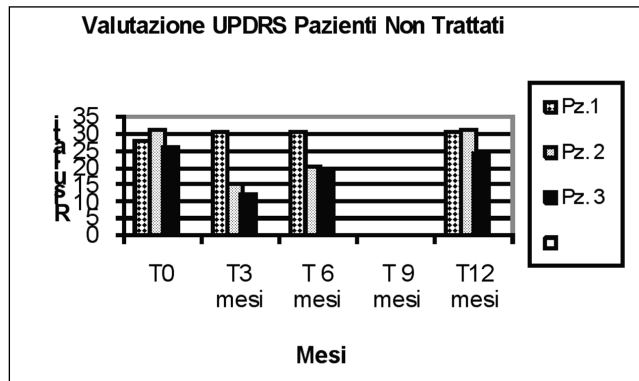 Valutazione UPDRS Pazienti Non Trattati
Risultati
35
30
25
20
15
10
5
0
T0
T3 mesi
T 6 mesi
T 9 mesi
T12 mesi
Mesi
Pz.1
Pz. 2
Pz. 3